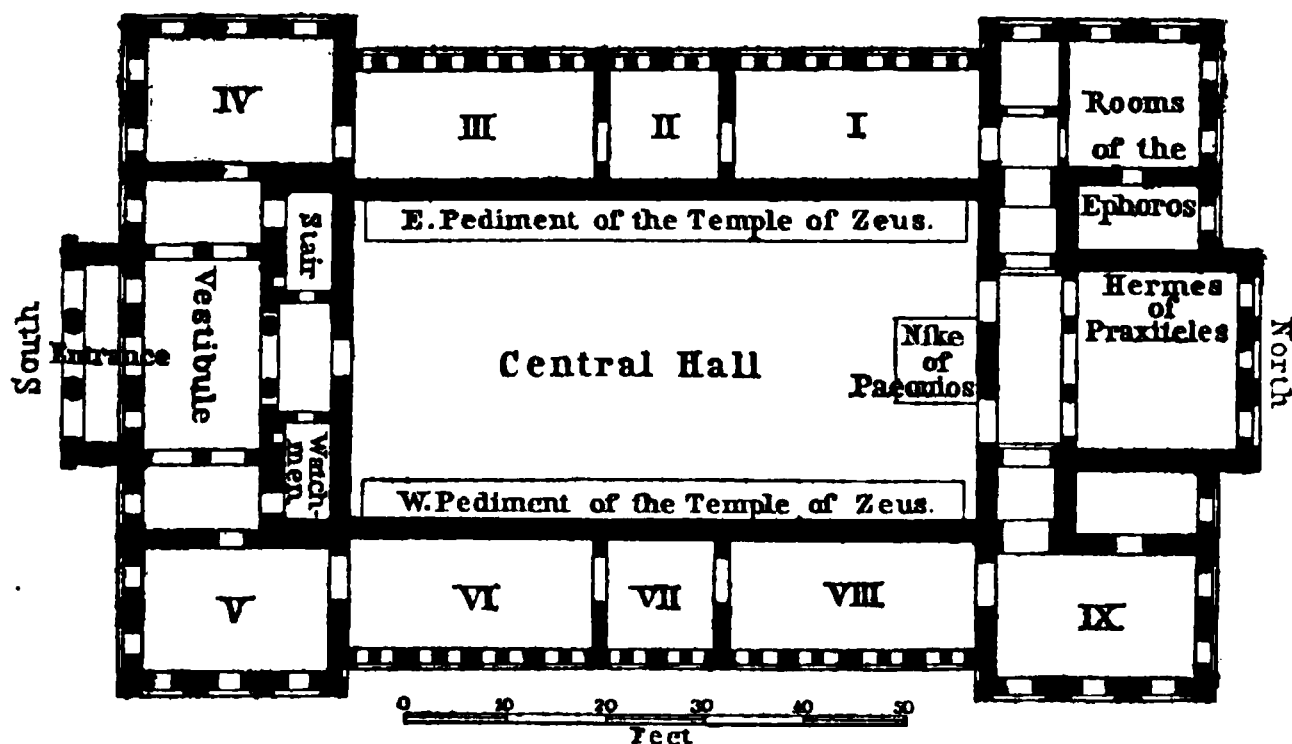 IV
III
II
I
Rooms
of the
Ephoros
E. Pediment of the Temple of Zeus.
Stair
Vestibule
South
Entrance
Central Hall
Nike
of
Paeonios
Hermes
of
Praxiteles
North
Watch-
men.
W. Pediment of the Temple of Zeus.
V
VI
VII
VIII
IX
0 10 20 30 40 50
Feet